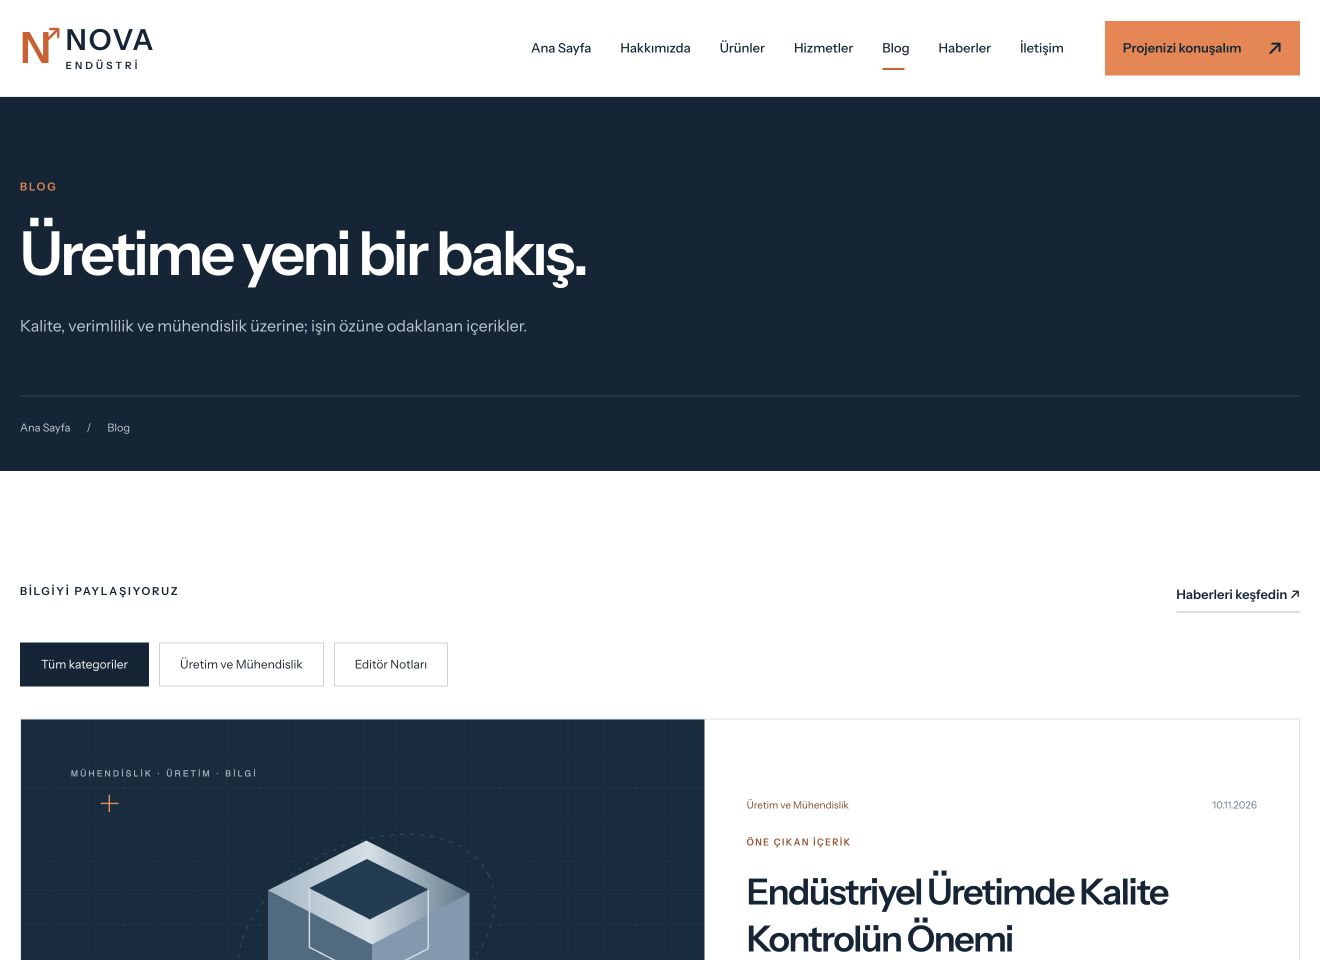 NOVA
ENDÜSTRİ
Ana Sayfa
Hakkımızda
Ürünler
Hizmetler
Blog
Haberler
İletişim
Projenizi konuşalım
BLOG
Üretime yeni bir bakış.
Kalite, verimlilik ve mühendislik üzerine; işin özüne odaklanan içerikler.
Ana Sayfa / Blog
BİLGİYİ PAYLAŞIYORUZ
Haberleri keşfedin
Tüm kategoriler
Üretim ve Mühendislik
Editör Notları
MÜHENDİSLİK · ÜRETİM · BİLGİ
Üretim ve Mühendislik
10.11.2026
ÖNE ÇIKAN İÇERİK
Endüstriyel Üretimde Kalite
Kontrolün Önemi